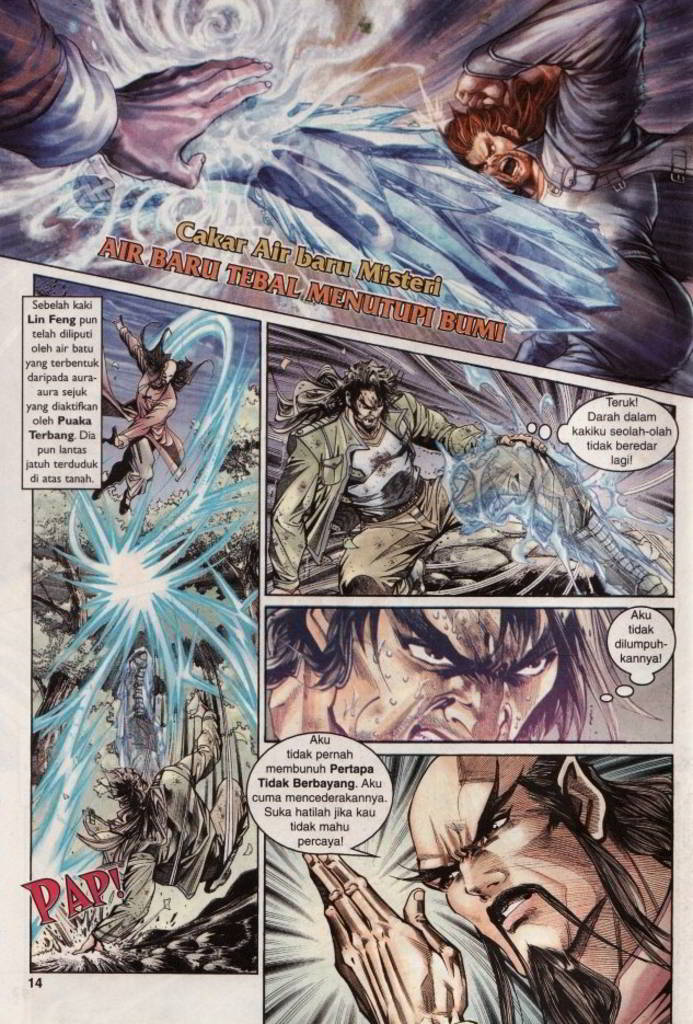 Cakar Air baru Misteri
AIR BARU TEBAL MENUTUPI BUMI
Sebelah kaki
Lin Feng pun
telah diliputi
oleh air batu
yang terbentuk
daripada aura-
aura sejuk
yang diaktifkan
oleh Puaka
Terbang. Dia
pun lantas
jatuh terduduk
di atas tanah.
Teruk!
Darah dalam
kakiku seolah-olah
tidak beredar
lagi!
Aku
tidak
dilumpuh-
kannya!
Aku
tidak pernah
membunuh Pertapa
Tidak Berbayang. Aku
cuma mencederakannya.
Suka hatilah jika kau
tidak mahu
percaya!
PAP!
14